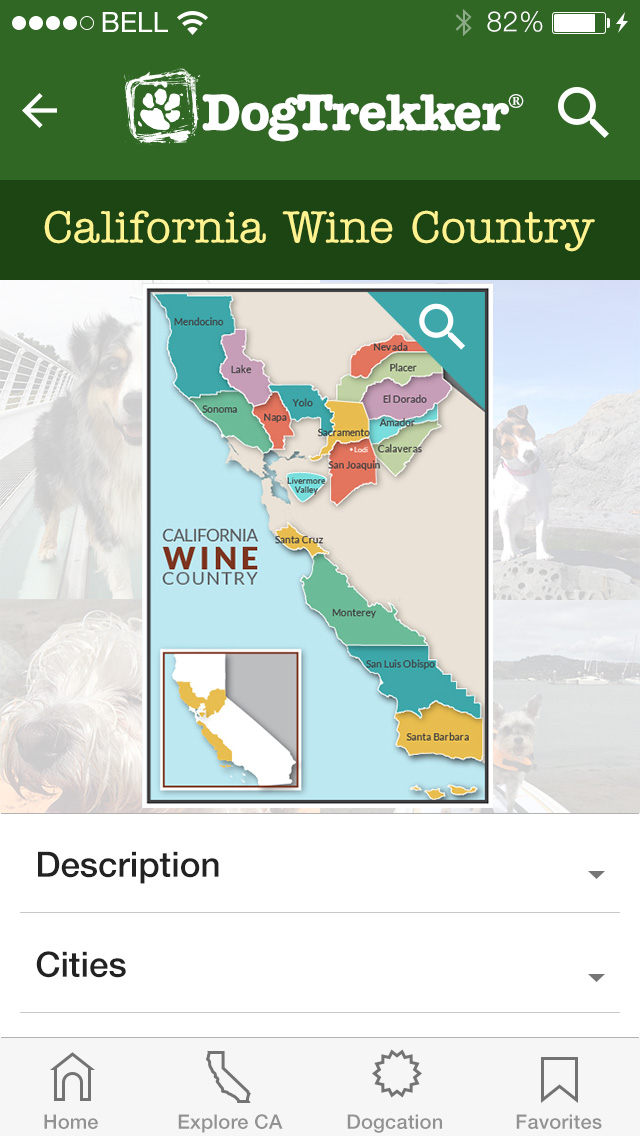 BELL 82%
DogTrekker®
California Wine Country
Mendocino
Nevada
Placer
Lake
El Dorado
Yolo
Sonoma
Napa
Amador
Sacramento
Calaveras
Lodi
San Joaquin
Livermore
Valley
CALIFORNIA
WINE
COUNTRY
Santa Cruz
Monterey
San Luis Obispo
Santa Barbara
Description
Cities
Home Explore CA Dogcation Favorites